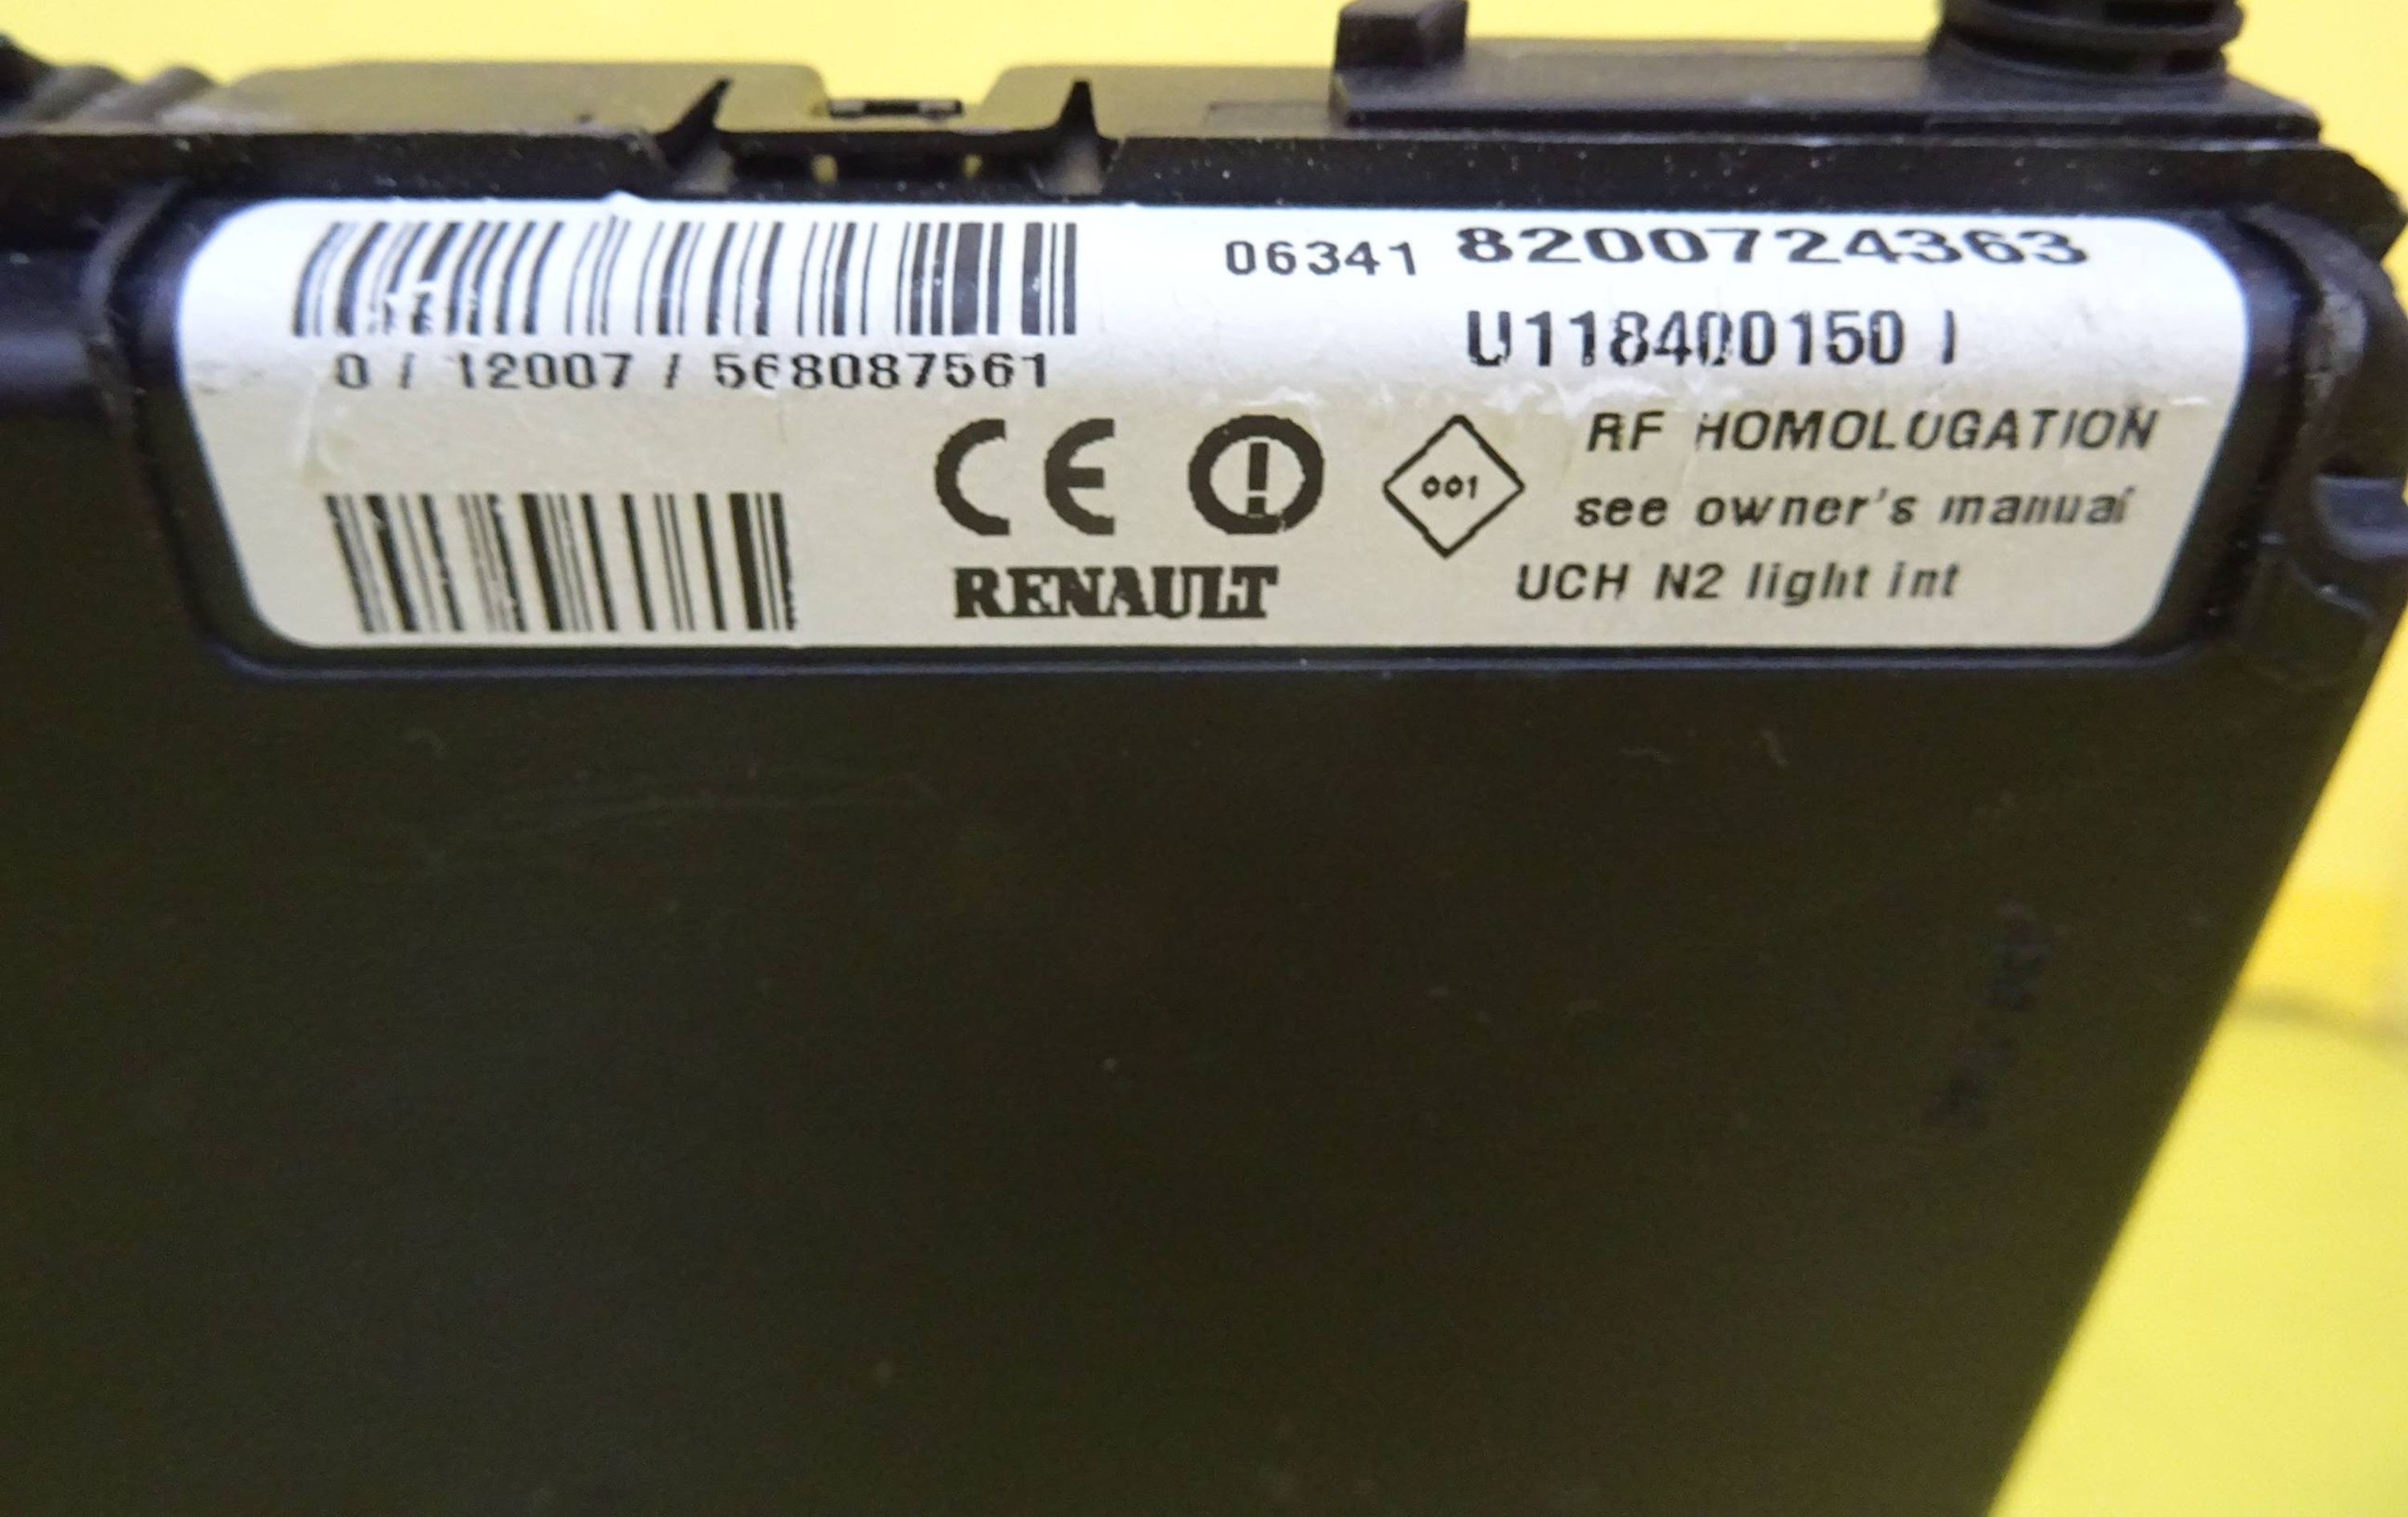 06341 8200724363
0 / 12007 / 568087561
U118400150 I
CE
001
RF HOMOLOGATION
see owner's manual
RENAULT
UCH N2 light int